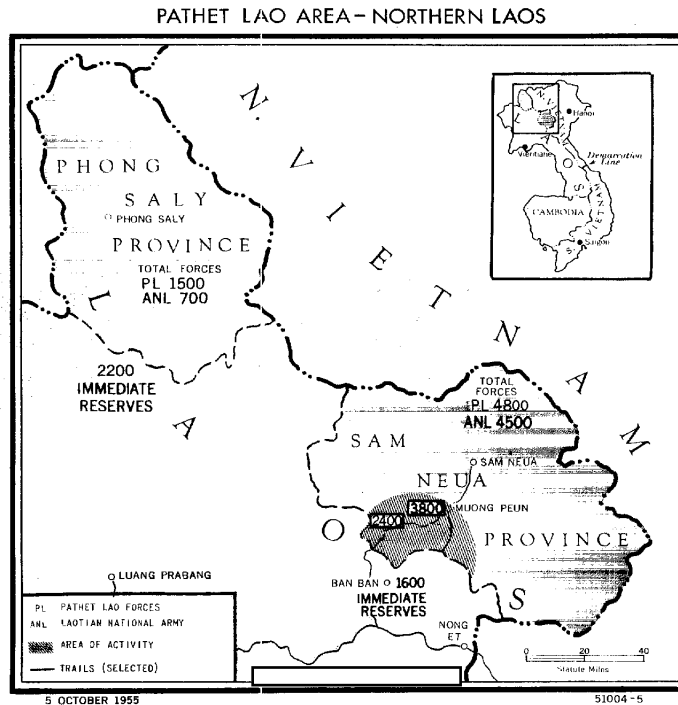 PATHET LAO AREA – NORTHERN LAOS
N. VIETNAM
PHONG
SALY
PHONG SALY
PROVINCE
TOTAL FORCES
PL 1500
ANL 700
LAOS
2200
IMMEDIATE
RESERVES
Hanoi
Vientiane
N. VIETNAM
LAOS
Demarcation
Line
CAMBODIA
S. VIETNAM
Saigon
TOTAL
FORCES
PL 4800
ANL 4500
SAM
SAM NEUA
NEUA
3800
MUONG PEUN
2400
PROVINCE
LUANG PRABANG
BAN BAN 1600
IMMEDIATE
RESERVES
NONG
ET
PL PATHET LAO FORCES
ANL LAOTIAN NATIONAL ARMY
AREA OF ACTIVITY
TRAILS (SELECTED)
0 20 40
Statute Miles
5 OCTOBER 1955
51004-5